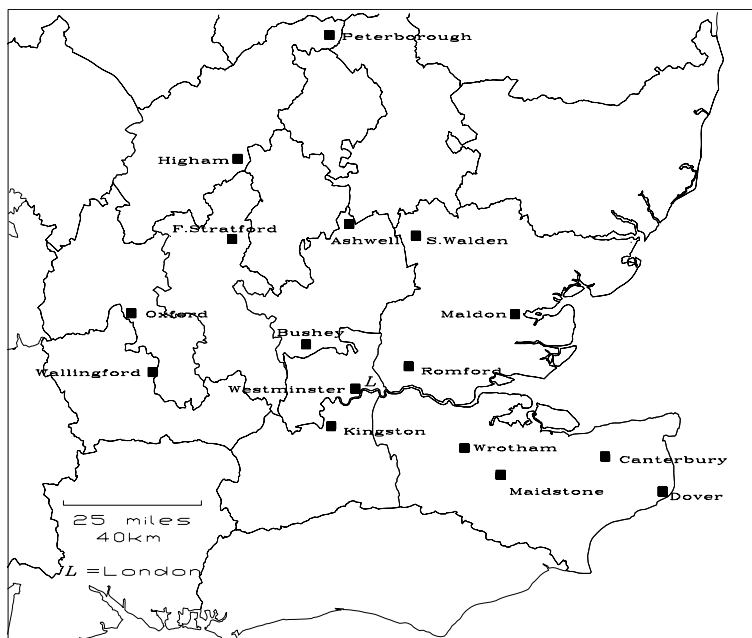 Peterborough
Higham
F.Stratford
Ashwell
S.Walden
Oxford
Maldon
Bushey
Wallingford
Romford
Westminster
L
Kingston
Wrotham
Canterbury
Maidstone
Dover
25 miles
40km
L =London